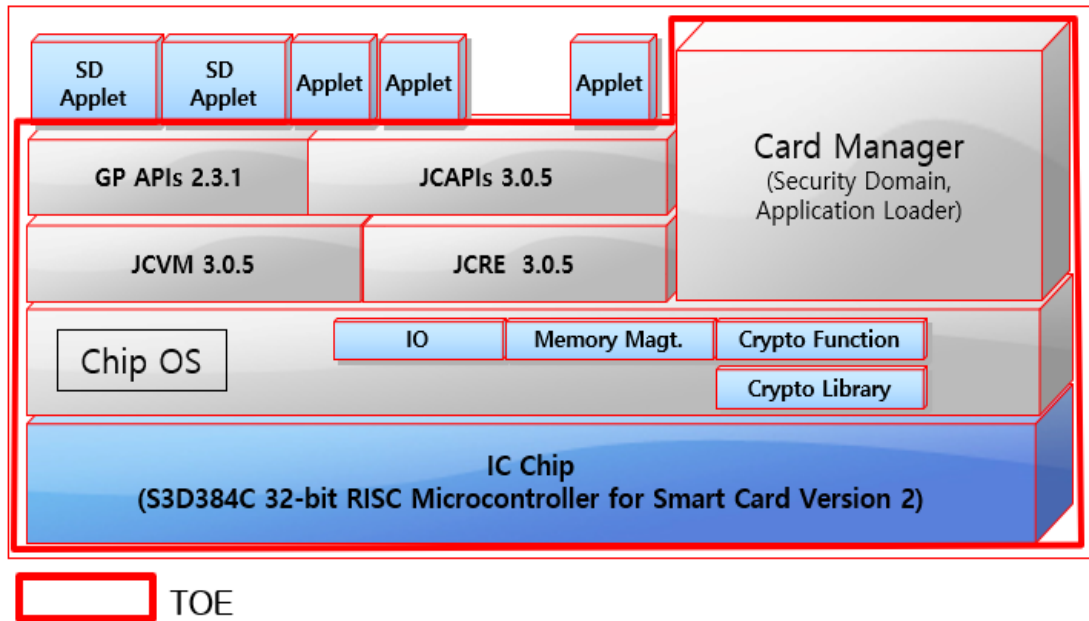 SD
Applet
SD
Applet
Applet
Applet
Applet
Card Manager
(Security Domain,
Application Loader)
GP APIs 2.3.1
JCAPIs 3.0.5
JCVM 3.0.5
JCRE 3.0.5
Chip OS
IO
Memory Magt.
Crypto Function
Crypto Library
IC Chip
(S3D384C 32-bit RISC Microcontroller for Smart Card Version 2)
TOE